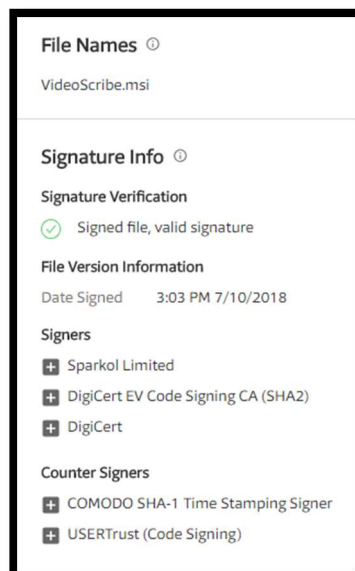 File Names
VideoScribe.msi
Signature Info
Signature Verification
Signed file, valid signature
File Version Information
Date Signed 3:03 PM 7/10/2018
Signers
Sparkol Limited
DigiCert EV Code Signing CA (SHA2)
DigiCert
Counter Signers
COMODO SHA-1 Time Stamping Signer
USERTrust (Code Signing)